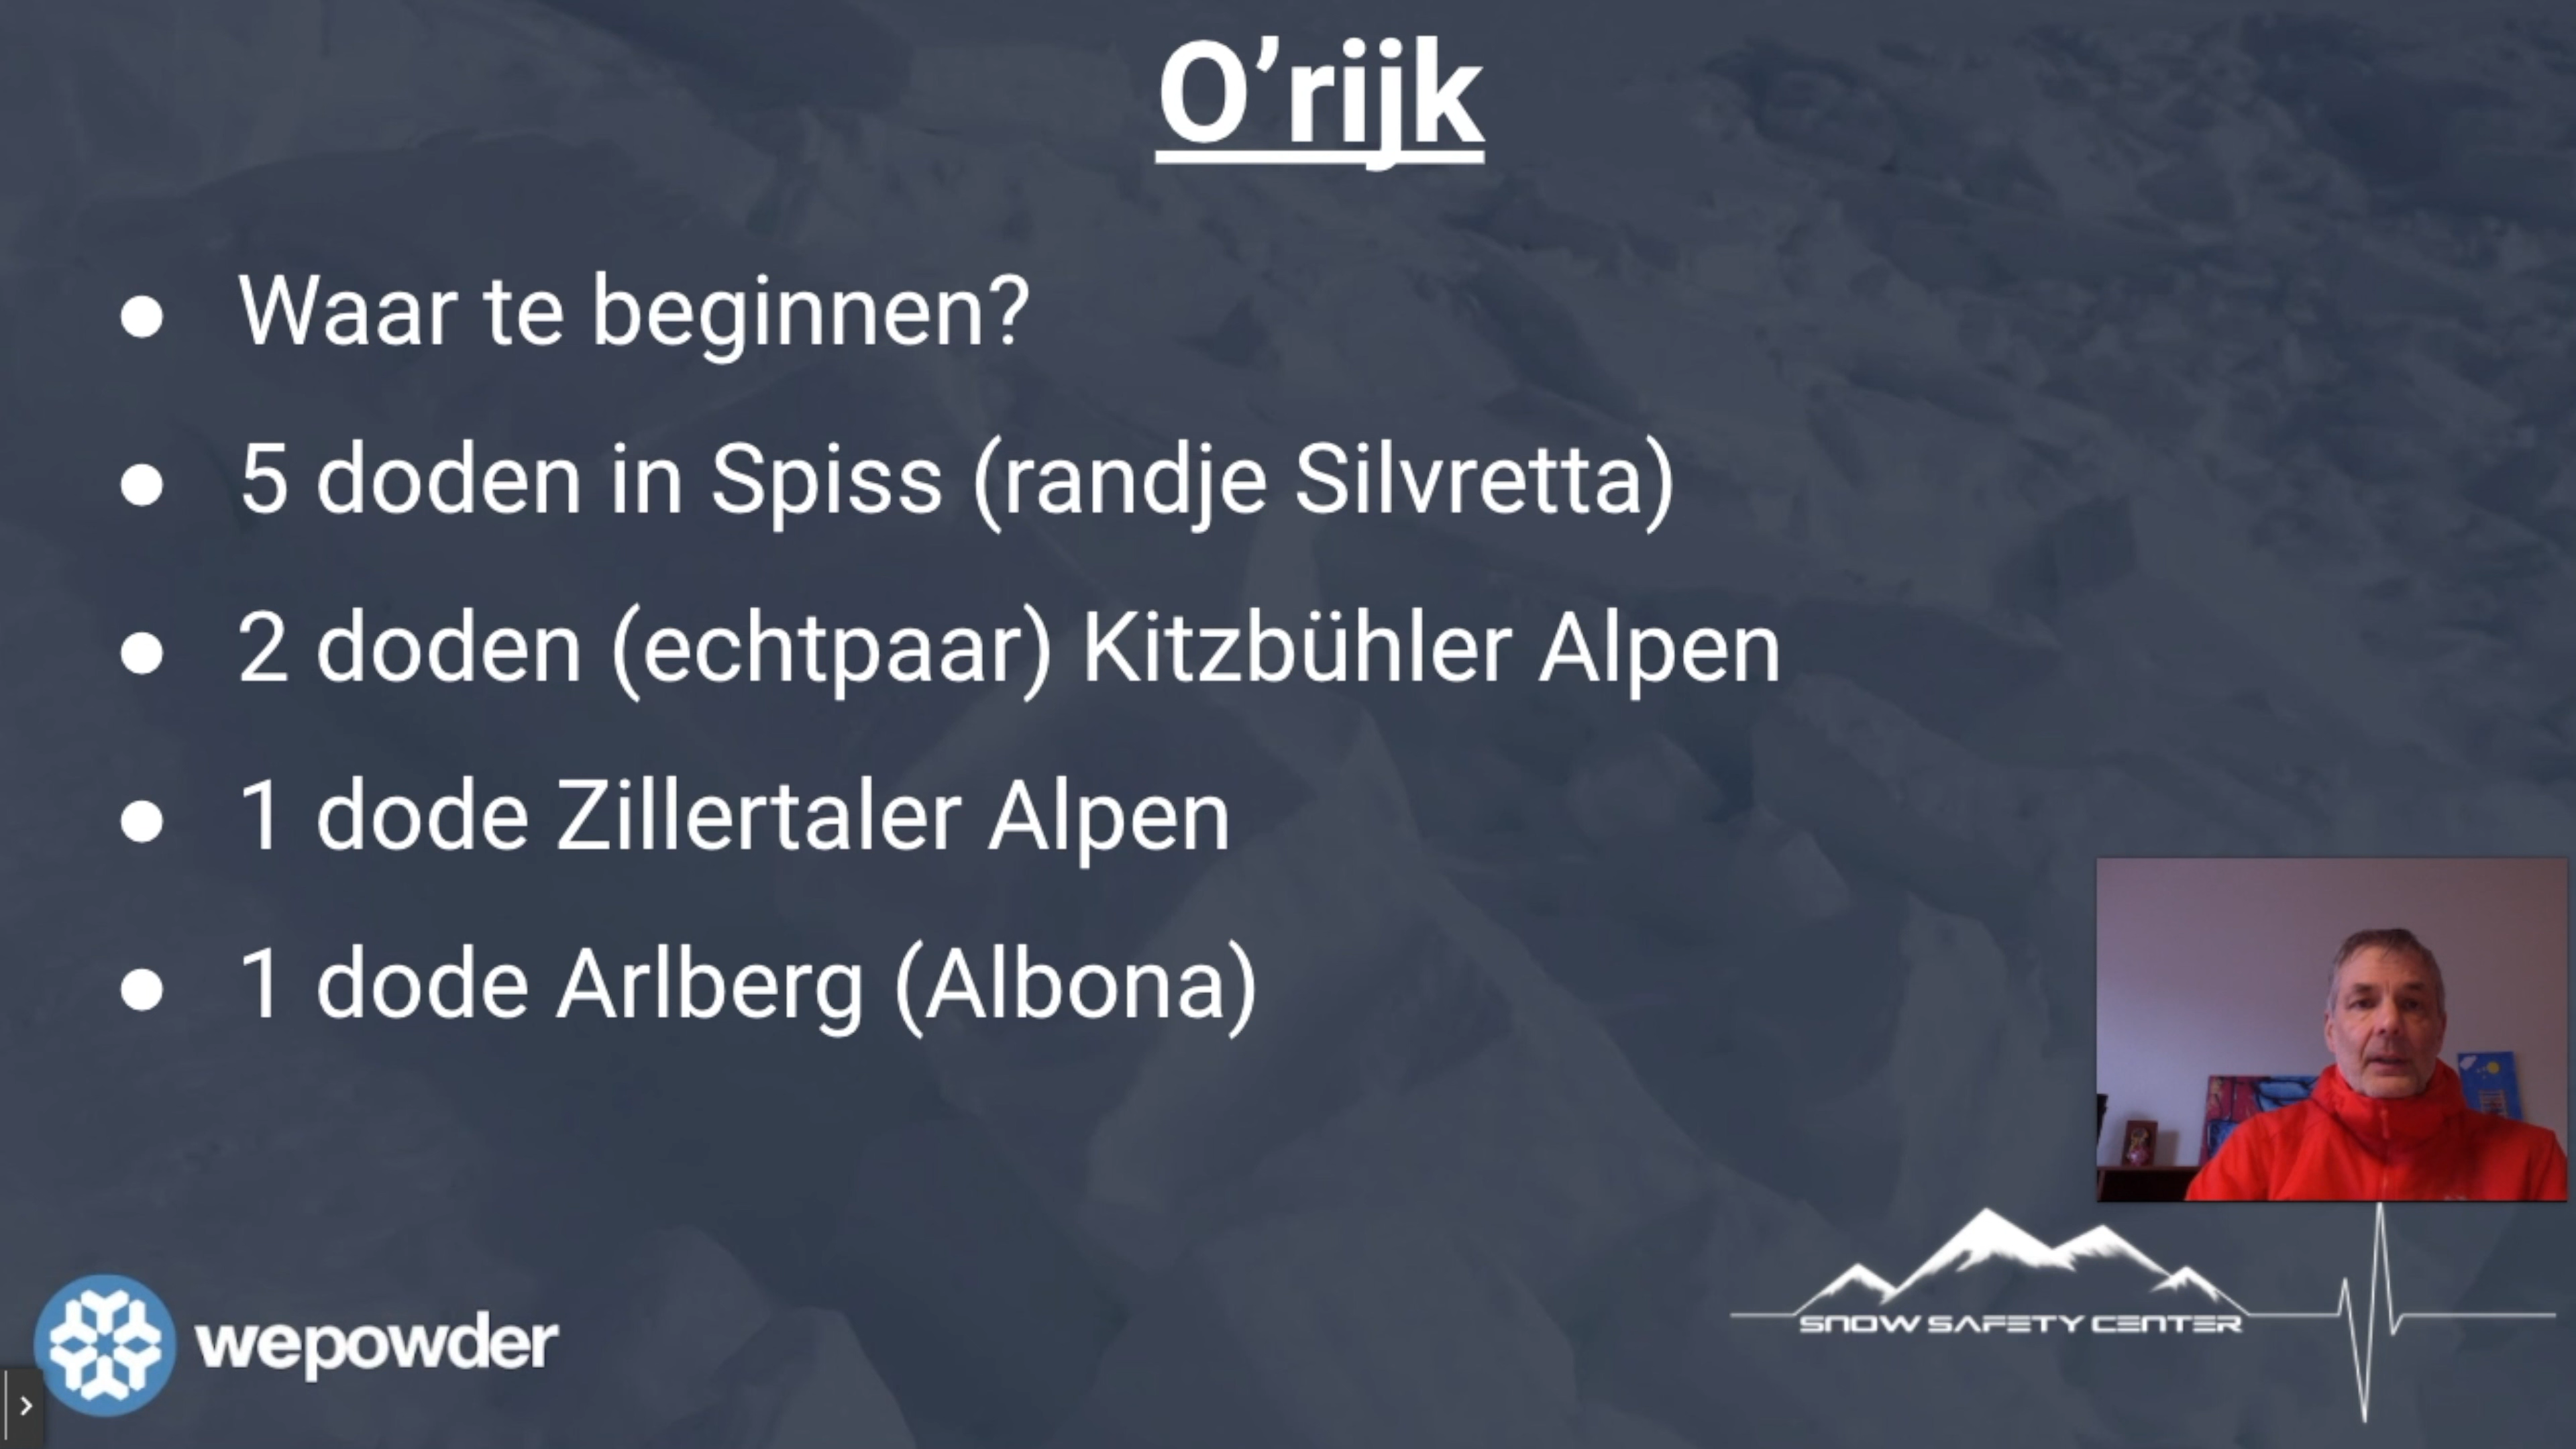 O’rijk
● Waar te beginnen?
● 5 doden in Spiss (randje Silvretta)
● 2 doden (echtpaar) Kitzbühler Alpen
● 1 dode Zillertaler Alpen
● 1 dode Arlberg (Albona)
wepowder
SNOW SAFETY CENTER